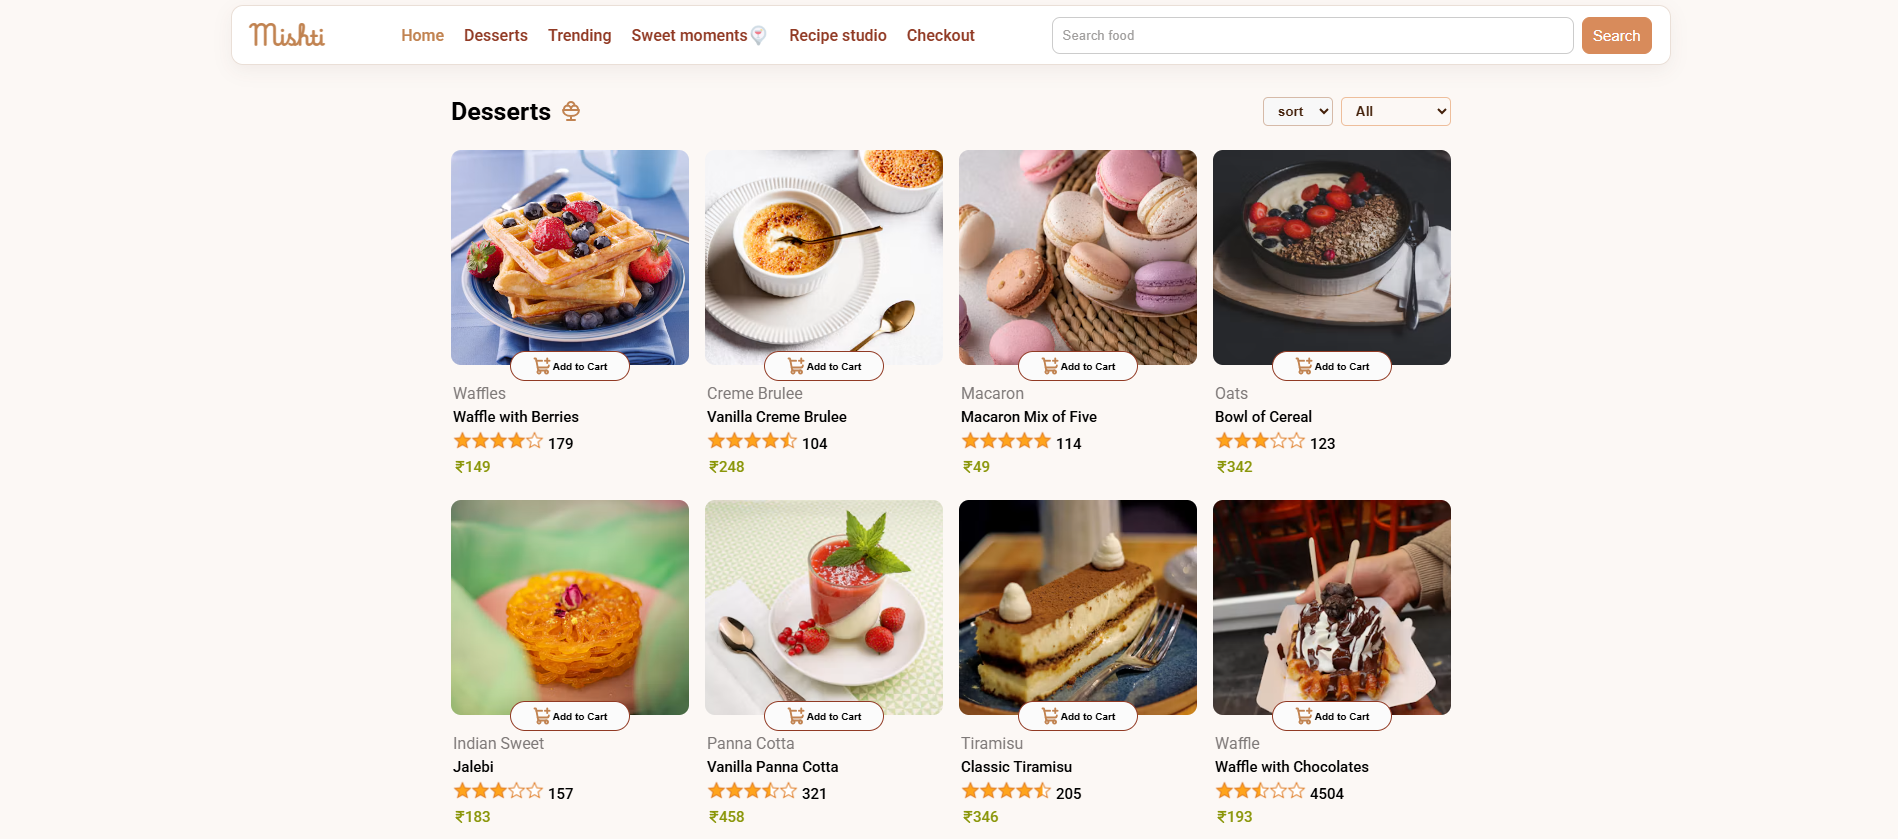 Mishti Home Desserts Trending Sweet moments Recipe studio Checkout Search food Search
Desserts sort All
Add to Cart Add to Cart Add to Cart Add to Cart
Waffles Creme Brulee Macaron Oats
Waffle with Berries Vanilla Creme Brulee Macaron Mix of Five Bowl of Cereal
179 104 114 123
₹149 ₹248 ₹49 ₹342
Add to Cart Add to Cart Add to Cart Add to Cart
Indian Sweet Panna Cotta Tiramisu Waffle
Jalebi Vanilla Panna Cotta Classic Tiramisu Waffle with Chocolates
157 321 205 4504
₹183 ₹458 ₹346 ₹193